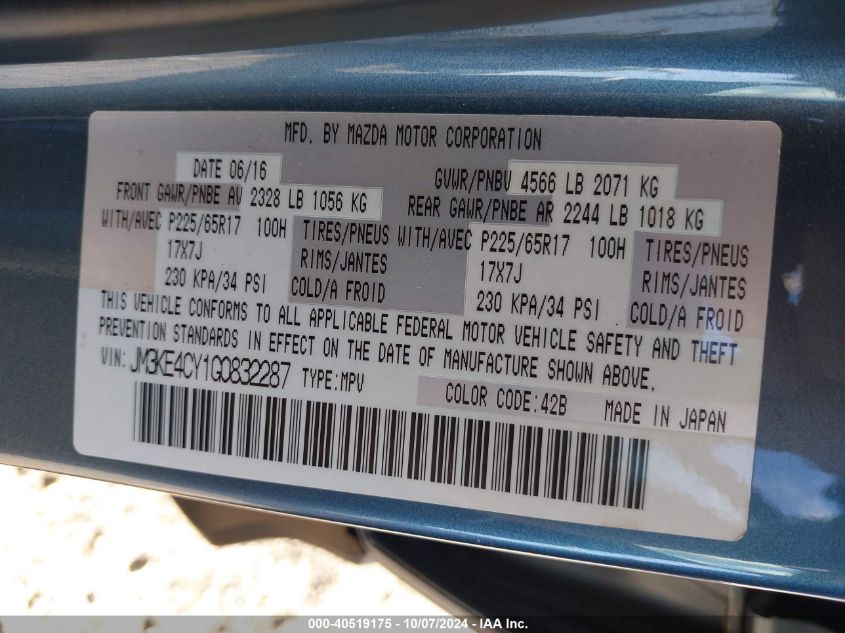 MFD. BY MAZDA MOTOR CORPORATION
DATE 06/16 GVWR/PNBV 4566 LB 2071 KG
FRONT GAWR/PNBE AV 2328 LB 1056 KG REAR GAWR/PNBE AR 2244 LB 1018 KG
WITH/AVEC P225/65R17 100H TIRES/PNEUS WITH/AVEC P225/65R17 100H TIRES/PNEUS
17X7J RIMS/JANTES 17X7J RIMS/JANTES
230 KPA/34 PSI COLD/A FROID 230 KPA/34 PSI COLD/A FROID
THIS VEHICLE CONFORMS TO ALL APPLICABLE FEDERAL MOTOR VEHICLE SAFETY AND THEFT
PREVENTION STANDARDS IN EFFECT ON THE DATE OF MANUFACTURE SHOWN ABOVE.
VIN: JM3KE4CY1G0832287 TYPE:MPV COLOR CODE:42B MADE IN JAPAN
000-40519175 - 10/07/2024 - IAA Inc.